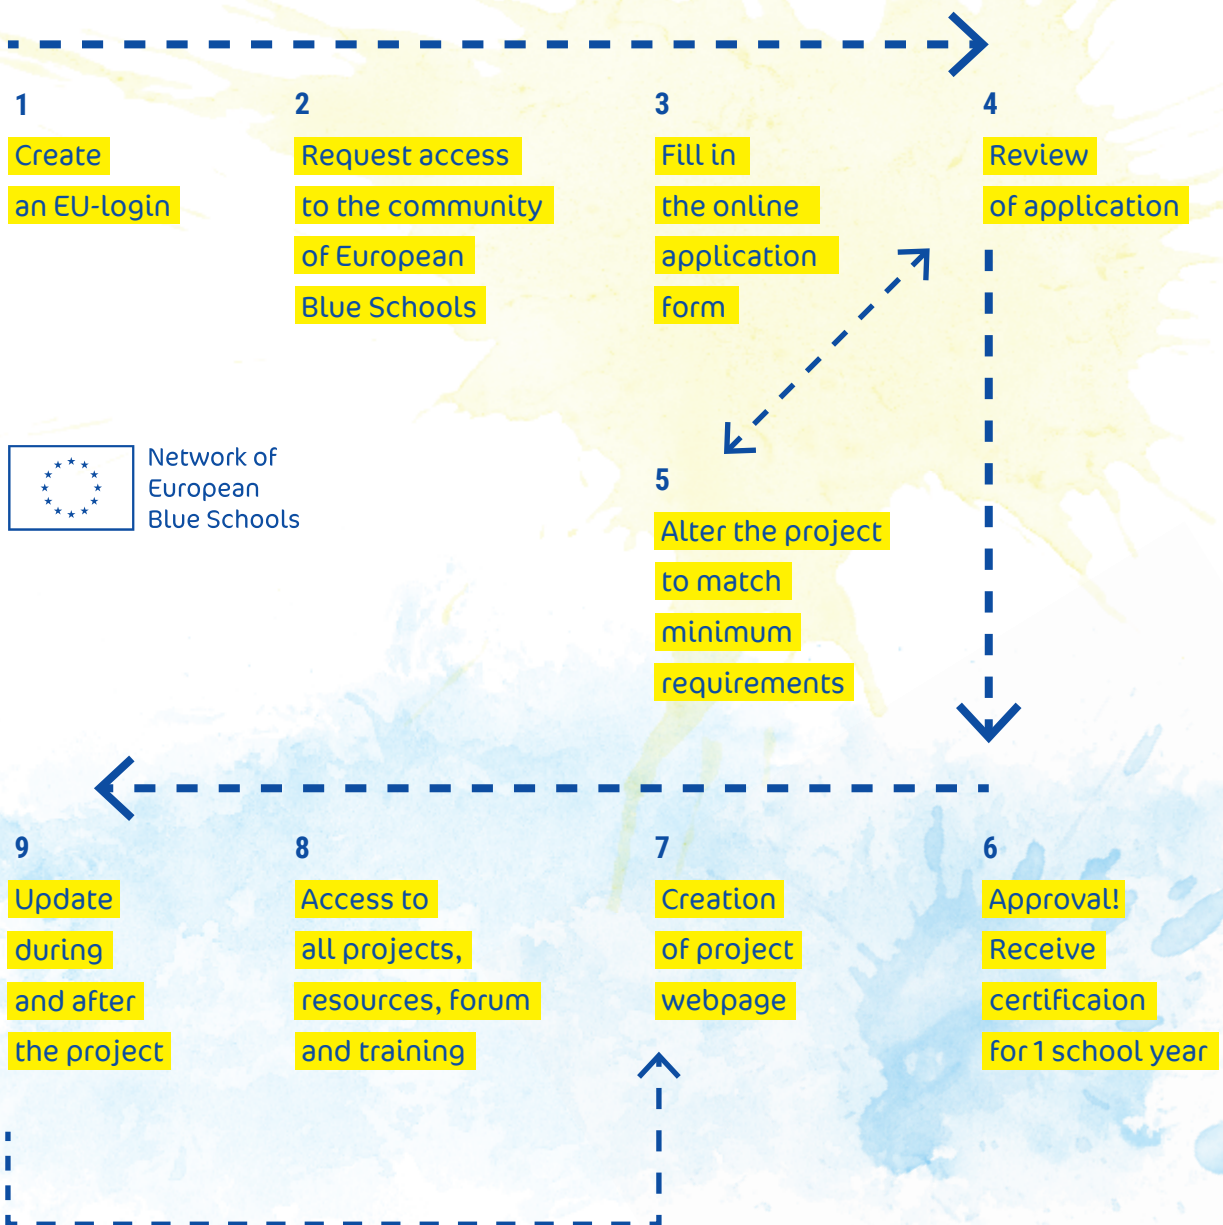 1
Create
an EU-login
2
Request access
to the community
of European
Blue Schools
3
Fill in
the online
application
form
4
Review
of application
Network of
European
Blue Schools
5
Alter the project
to match
minimum
requirements
9
Update
during
and after
the project
8
Access to
all projects,
resources, forum
and training
7
Creation
of project
webpage
6
Approval!
Receive
certificaion
for 1 school year